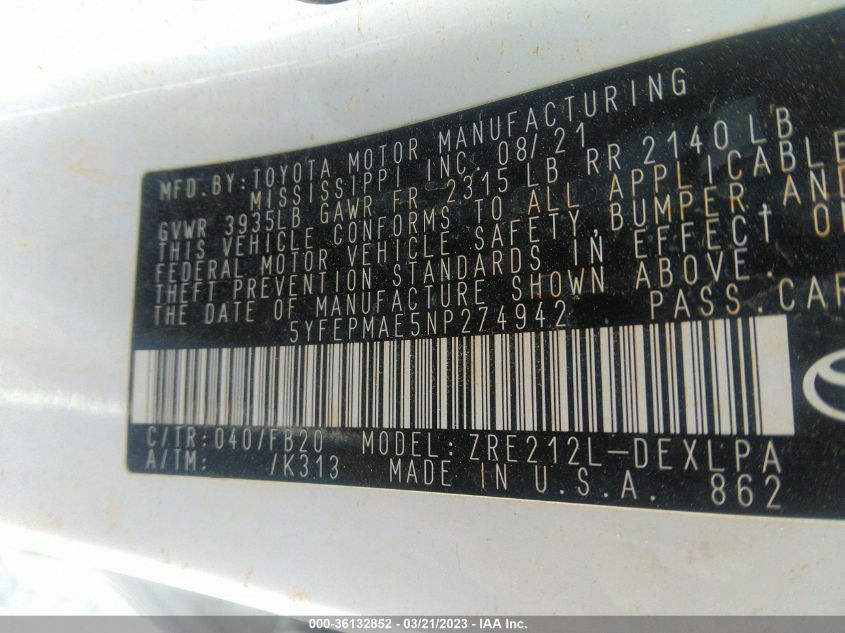 MFD. BY: TOYOTA MOTOR MANUFACTURING
MISSISSIPPI INC. 08/21
GVWR 3935LB GAWR FR 2315 LB RR 2140 LB
THIS VEHICLE CONFORMS TO ALL APPLICABLE
FEDERAL MOTOR VEHICLE SAFETY, BUMPER, AND
THEFT PREVENTION STANDARDS IN EFFECT ON
THE DATE OF MANUFACTURE SHOWN ABOVE.
5YFEPMAE5NP274942 PASS.CAR
C/TR: 040/FB20 MODEL: ZRE212L-DEXLPA
A/TM: /K313 MADE IN U.S.A. 862
000-36132852 / 03/21/2023 - IAA Inc.